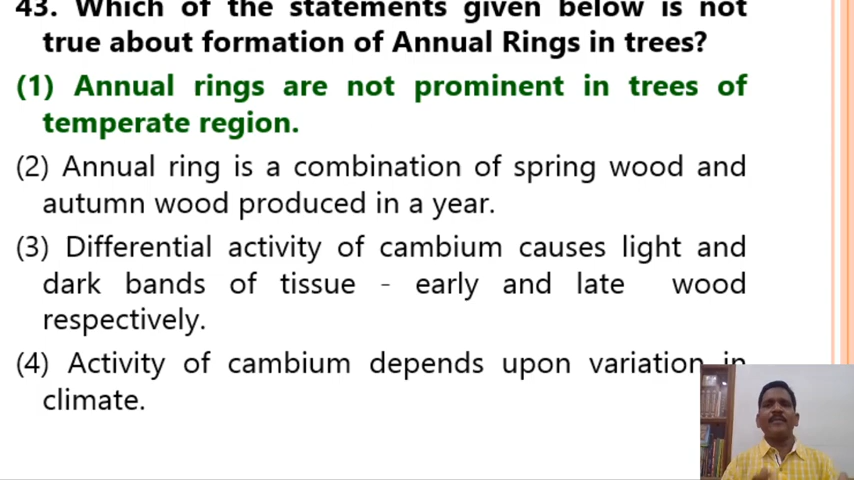 43. Which of the statements given below is not
true about formation of Annual Rings in trees?
(1) Annual rings are not prominent in trees of
temperate region.
(2) Annual ring is a combination of spring wood and
autumn wood produced in a year.
(3) Differential activity of cambium causes light and
dark bands of tissue - early and late wood
respectively.
(4) Activity of cambium depends upon variation in
climate.